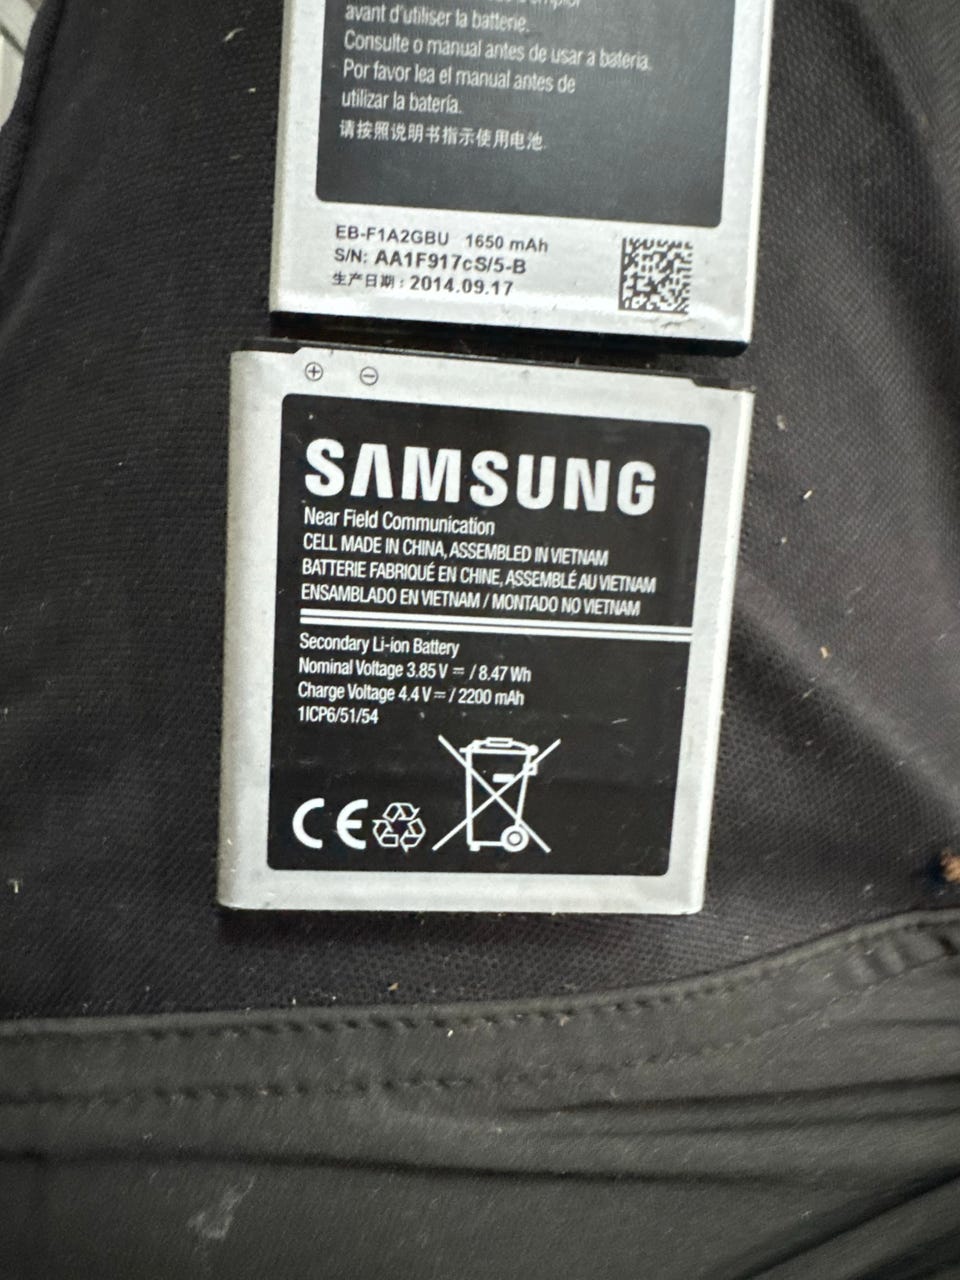 avant d'utiliser la batterie.
Consulte o manual antes de usar a bateria.
Por favor lea el manual antes de
utilizar la batería.
请按照说明书指示使用电池.
EB-F1A2GBU 1650 mAh
S/N: AA1F917cS/5-B
生产日期 : 2014.09.17
SAMSUNG
Near Field Communication
CELL MADE IN CHINA, ASSEMBLED IN VIETNAM
BATTERIE FABRIQUÉ EN CHINE, ASSEMBLÉ AU VIETNAM
ENSAMBLADO EN VIETNAM / MONTADO NO VIETNAM
Secondary Li-ion Battery
Nominal Voltage 3.85 V ⎓ / 8.47 Wh
Charge Voltage 4.4 V ⎓ / 2200 mAh
1ICP6/51/54
CE